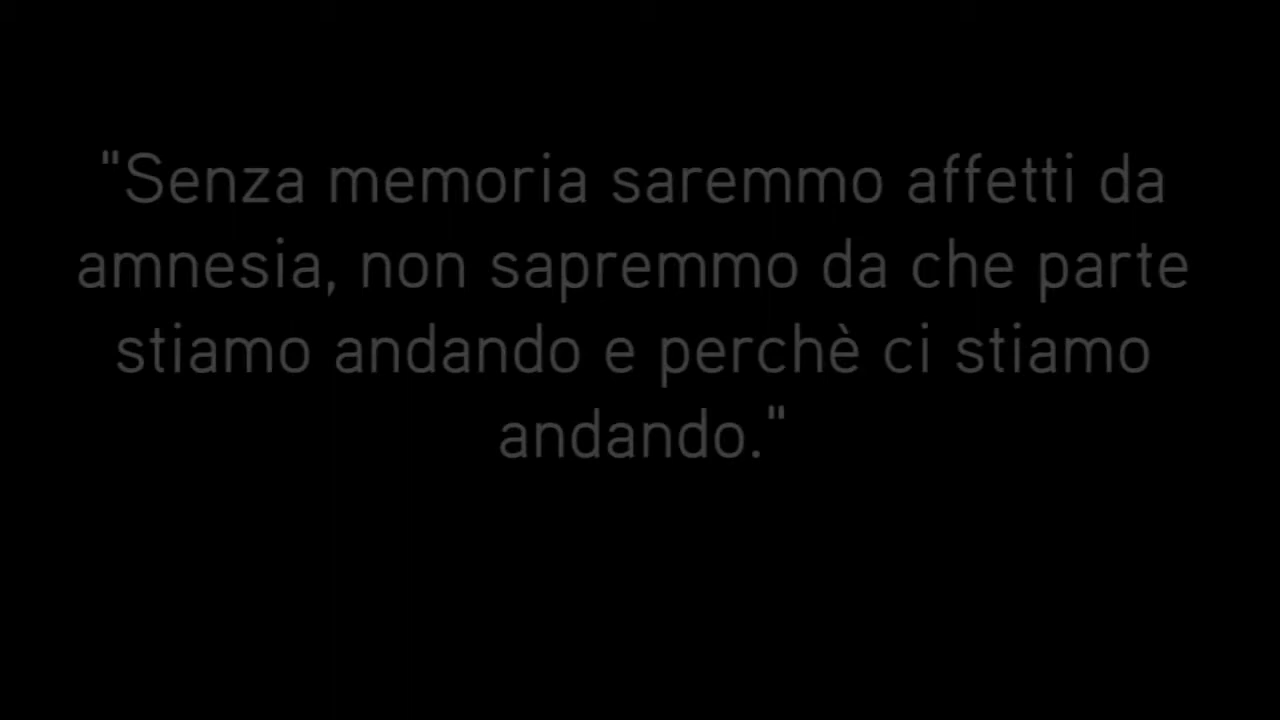 "Senza memoria saremmo affetti da
amnesia, non sapremmo da che parte
stiamo andando e perchè ci stiamo
andando."